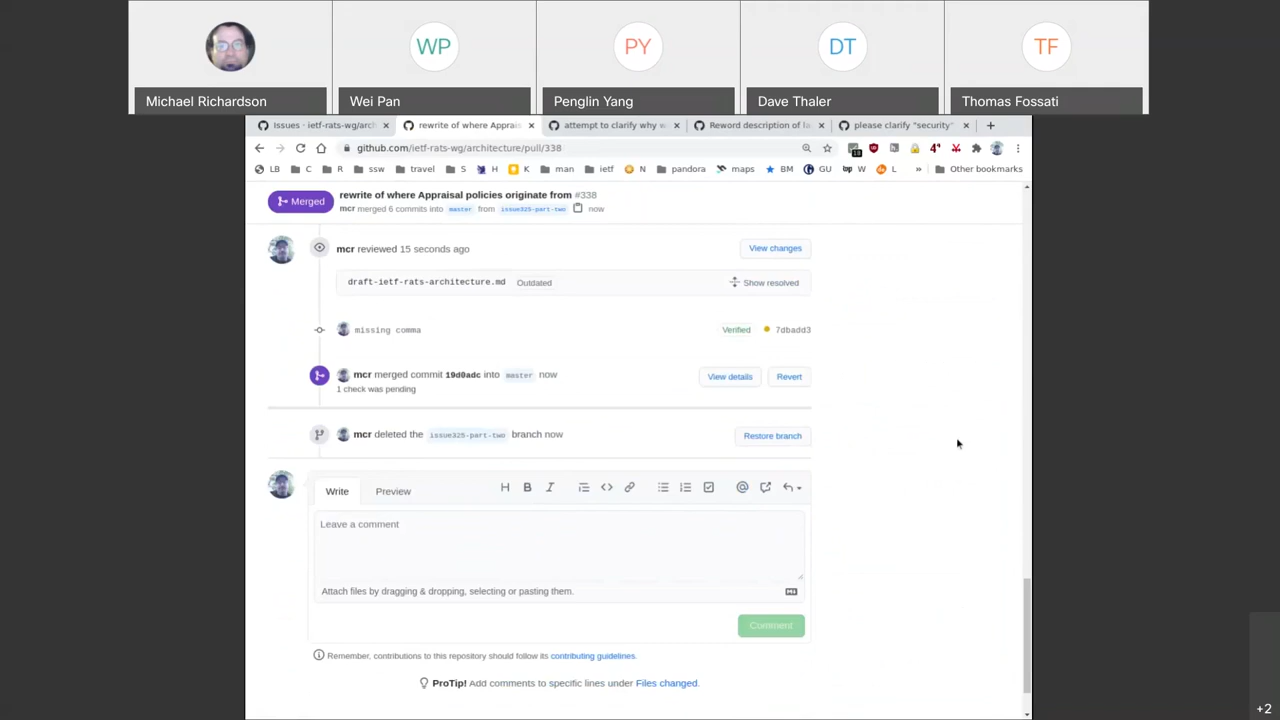 WP
PY
DT
TF
Michael Richardson
Wei Pan
Penglin Yang
Dave Thaler
Thomas Fossati
Issues · ietf-rats-wg/arch
rewrite of where Apprais
attempt to clarify why w
Reword description of la
please clarify "security"
github.com/ietf-rats-wg/architecture/pull/338
LB
C
R
ssw
travel
S
H
K
man
ietf
N
pandora
maps
BM
GU
W
L
»
Other bookmarks
Merged
rewrite of where Appraisal policies originate from #338
mcr merged 6 commits into master from issue325-part-two now
mcr reviewed 15 seconds ago
View changes
draft-ietf-rats-architecture.md Outdated
Show resolved
missing comma
Verified
7dbadd3
mcr merged commit 19d0adc into master now
1 check was pending
View details
Revert
mcr deleted the issue325-part-two branch now
Restore branch
Write
Preview
Leave a comment
Attach files by dragging & dropping, selecting or pasting them.
Comment
Remember, contributions to this repository should follow its contributing guidelines.
ProTip! Add comments to specific lines under Files changed.
+2